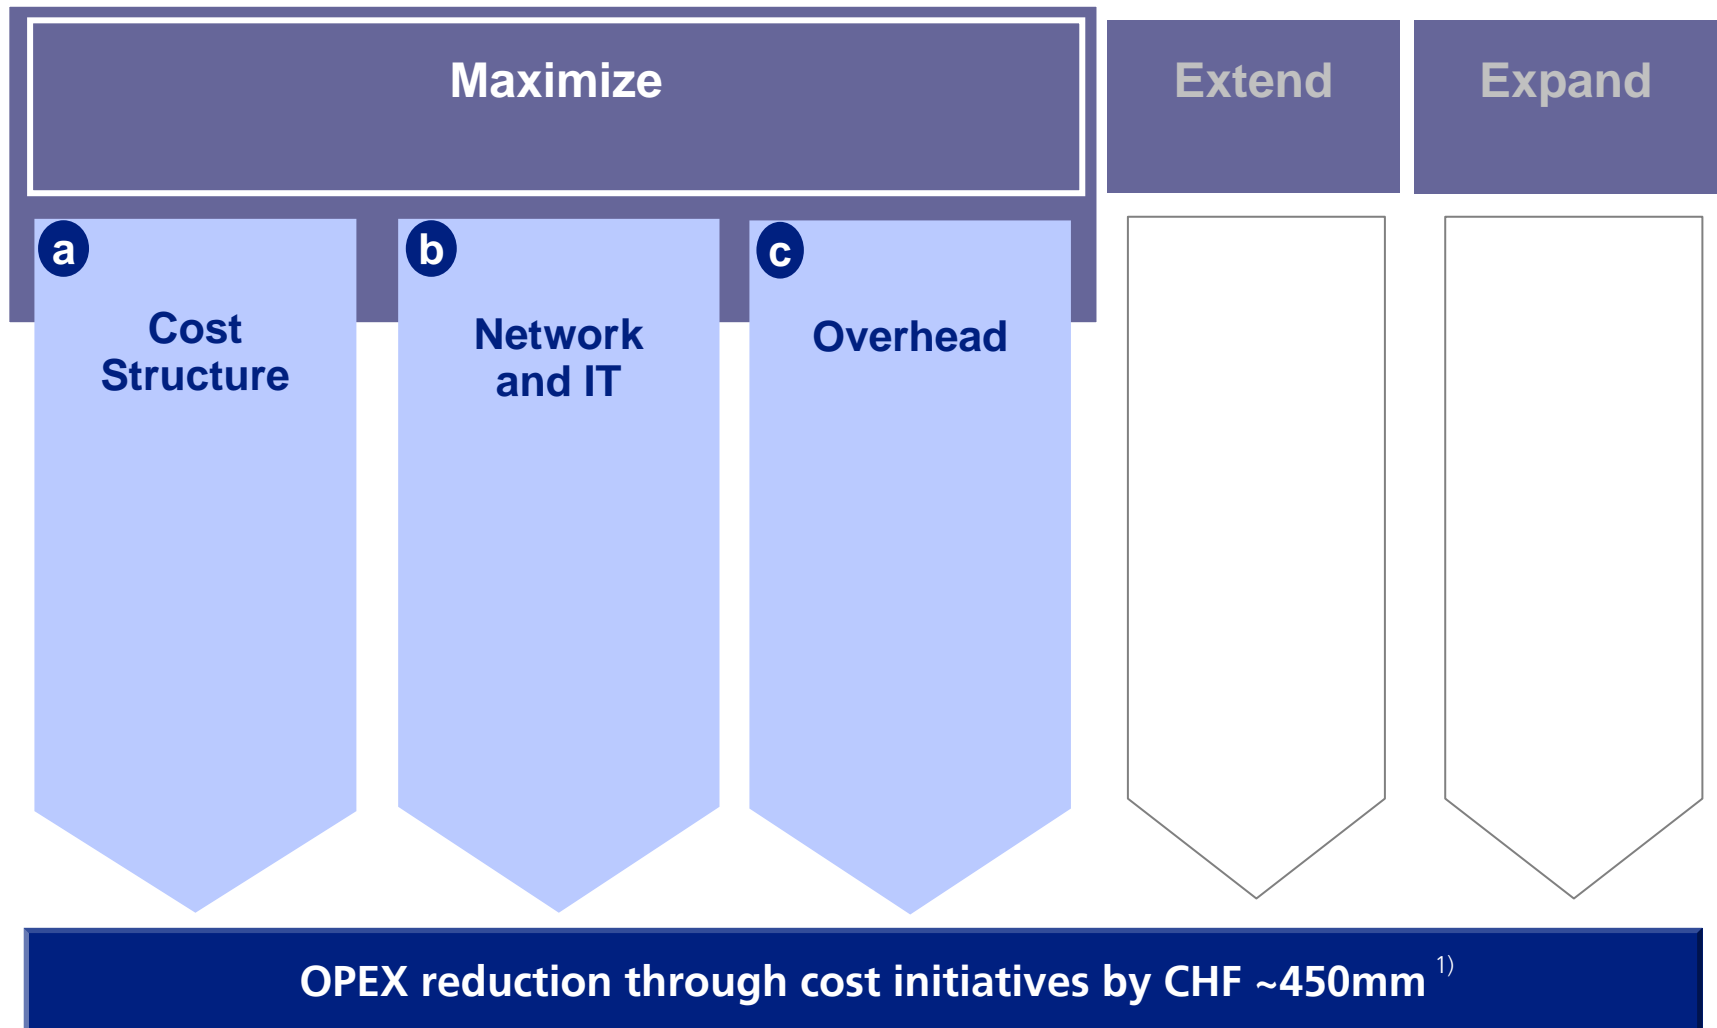 Maximize
Extend
Expand
a
b
c
Cost
Structure
Network
and IT
Overhead
OPEX reduction through cost initiatives by CHF ~450mm 1)